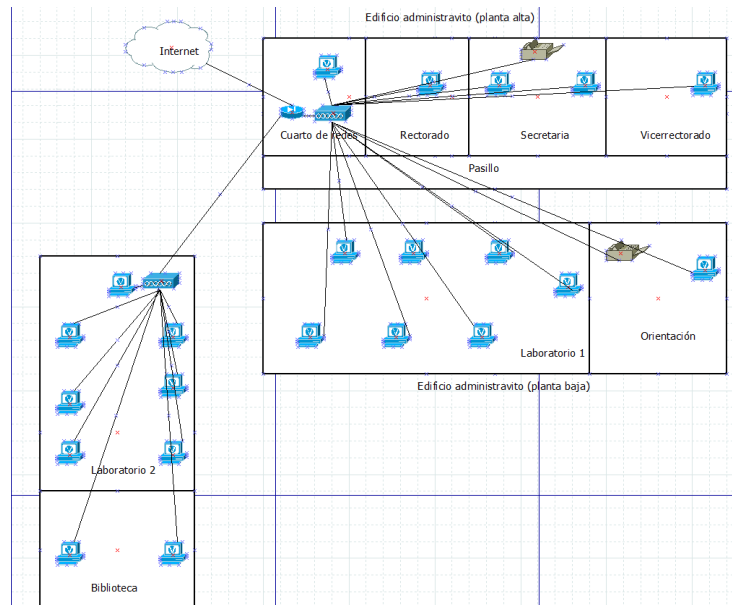 Edificio administravito (planta alta)
Internet
Cuarto de redes
Rectorado
Secretaria
Vicerrectorado
Pasillo
Laboratorio 1
Orientación
Edificio administravito (planta baja)
Laboratorio 2
Biblioteca